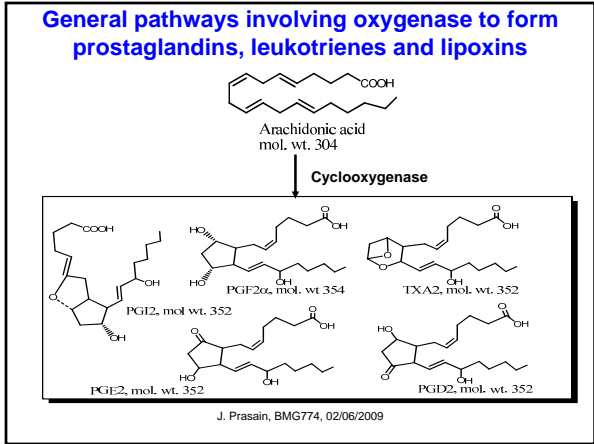 General pathways involving oxygenase to form
prostaglandins, leukotrienes and lipoxins
COOH
Arachidonic acid
mol. wt. 304
Cyclooxygenase
COOH
O
OH
OH
PGI2, mol wt. 352
HO
HO
O
OH
OH
PGF2α, mol. wt 354
O
O
O
OH
OH
TXA2, mol. wt. 352
O
HO
O
OH
OH
PGE2, mol. wt. 352
HO
O
O
OH
OH
PGD2, mol. wt. 352
J. Prasain, BMG774, 02/06/2009